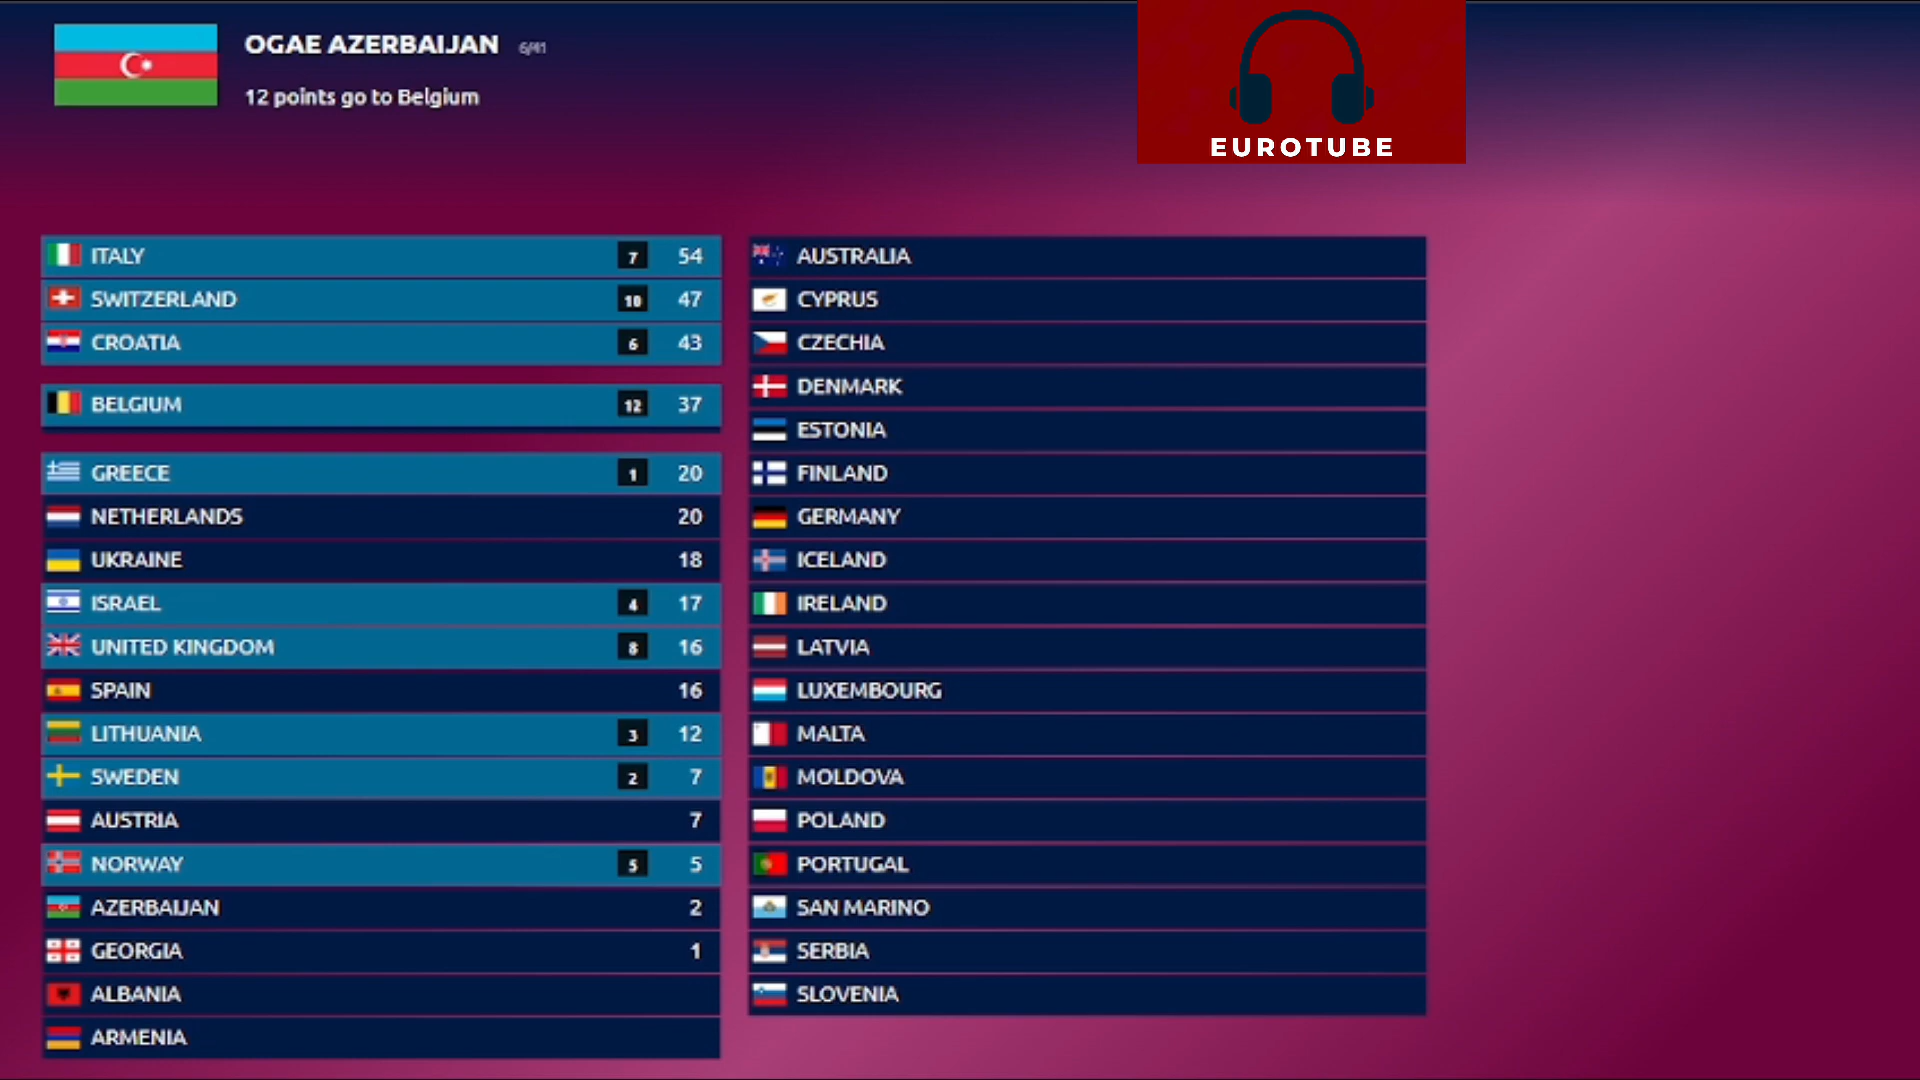 OGAE AZERBAIJAN 6/41
12 points go to Belgium
EUROTUBE
ITALY 7 54
SWITZERLAND 10 47
CROATIA 6 43
BELGIUM 12 37
GREECE 1 20
NETHERLANDS 20
UKRAINE 18
ISRAEL 4 17
UNITED KINGDOM 8 16
SPAIN 16
LITHUANIA 3 12
SWEDEN 2 7
AUSTRIA 7
NORWAY 5 5
AZERBAIJAN 2
GEORGIA 1
ALBANIA
ARMENIA
AUSTRALIA
CYPRUS
CZECHIA
DENMARK
ESTONIA
FINLAND
GERMANY
ICELAND
IRELAND
LATVIA
LUXEMBOURG
MALTA
MOLDOVA
POLAND
PORTUGAL
SAN MARINO
SERBIA
SLOVENIA